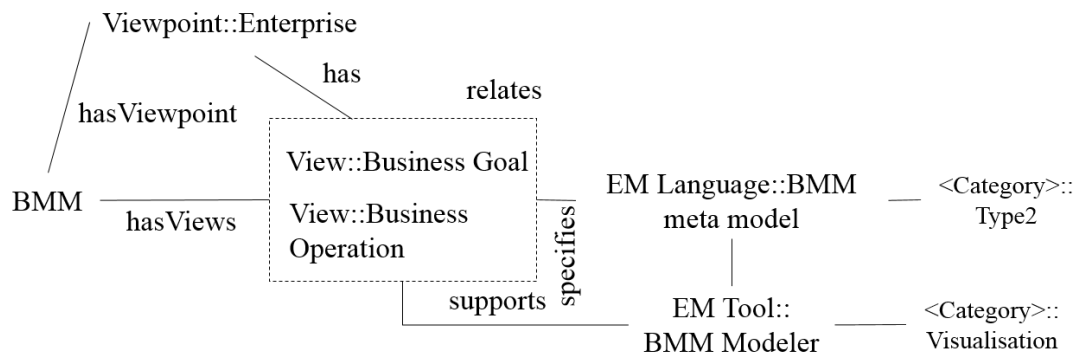 Viewpoint::Enterprise
has
relates
hasViewpoint
View::Business Goal
BMM
hasViews
View::Business
Operation
specifies
EM Language::BMM
meta model
<Category>::
Type2
supports
EM Tool::
BMM Modeler
<Category>::
Visualisation